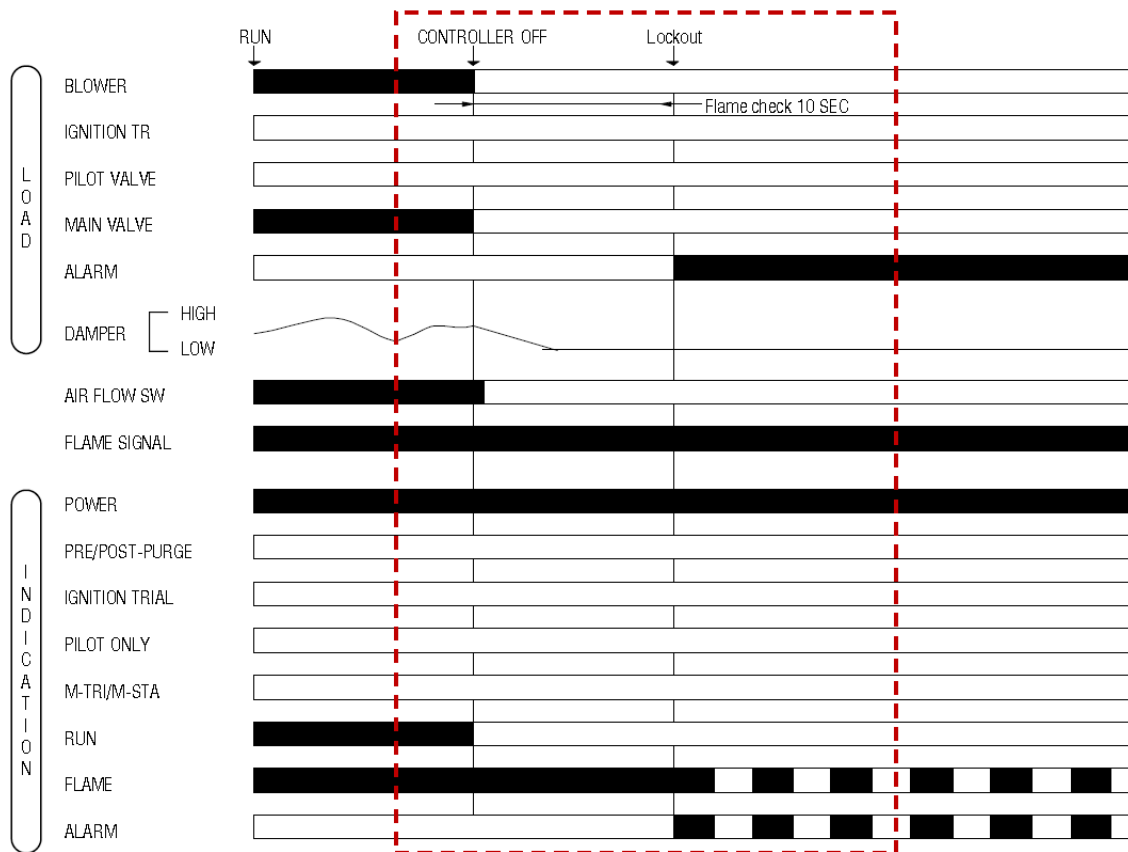 RUN
CONTROLLER OFF
Lockout
LOAD
BLOWER
Flame check 10 SEC
IGNITION TR
PILOT VALVE
MAIN VALVE
ALARM
DAMPER
HIGH
LOW
AIR FLOW SW
FLAME SIGNAL
INDICATION
POWER
PRE/POST-PURGE
IGNITION TRIAL
PILOT ONLY
M-TRI/M-STA
RUN
FLAME
ALARM